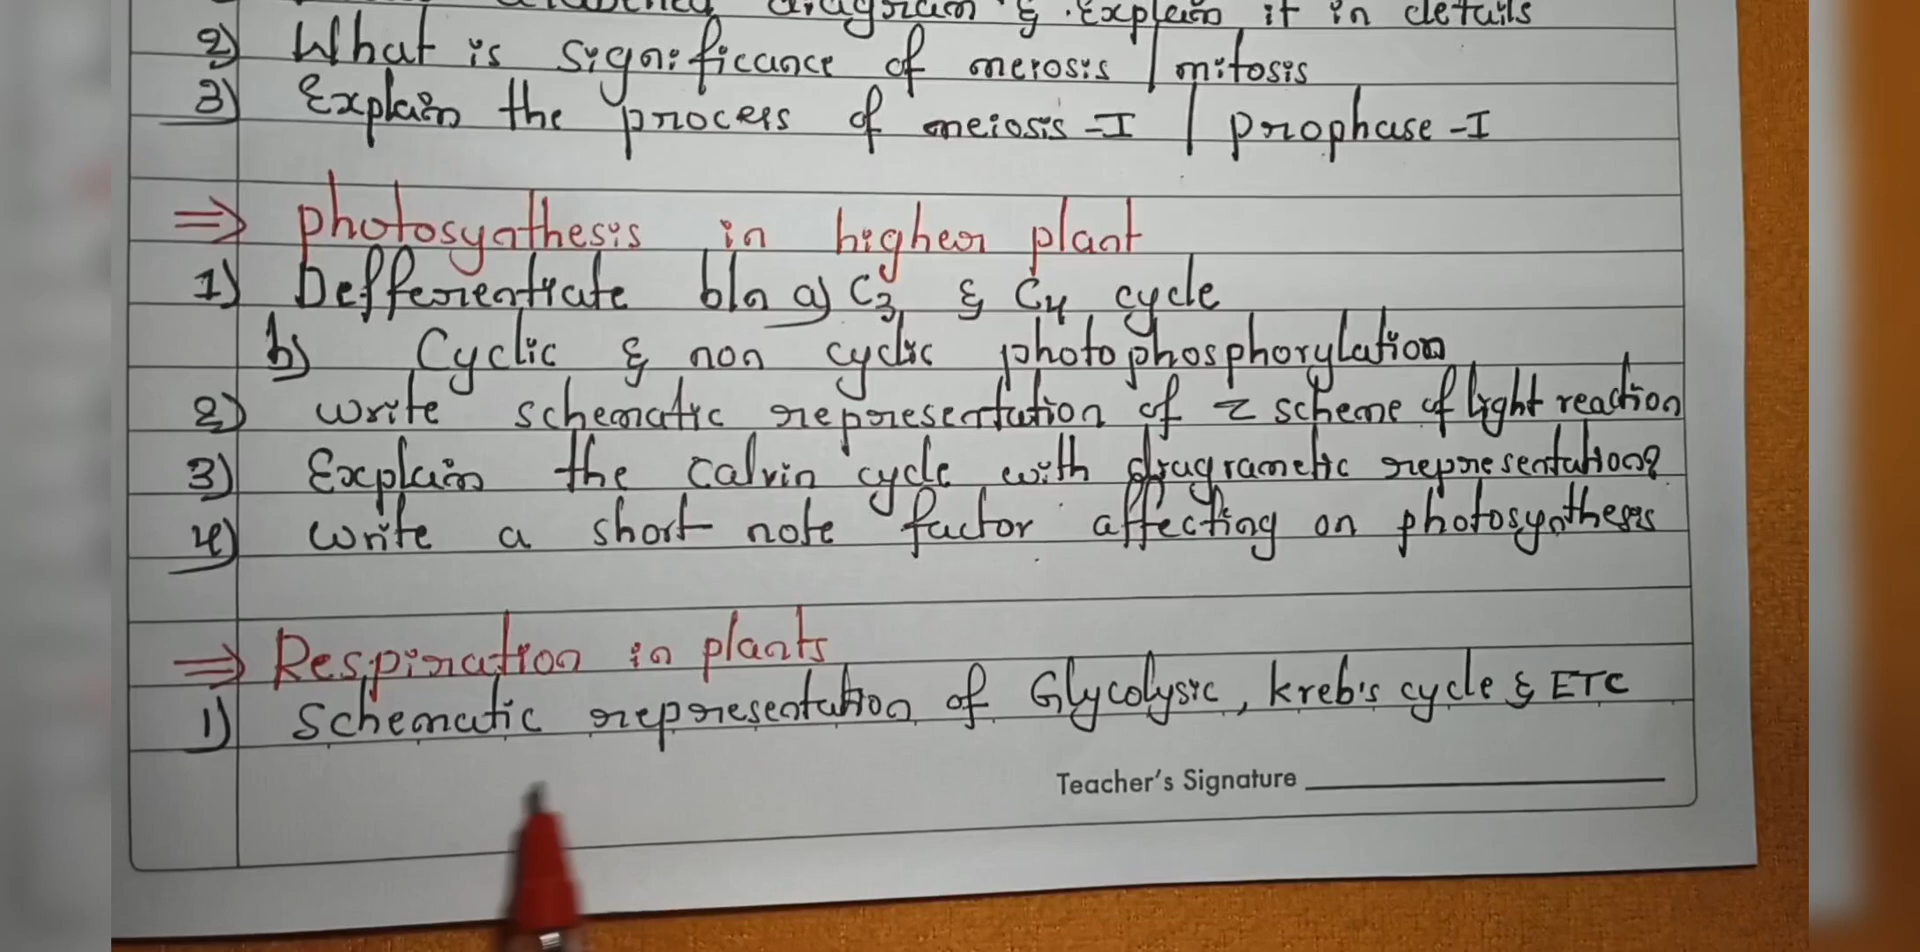 diagram & Explain it in details
2) What is significance of meiosis / mitosis
3) Explain the process of meiosis - I / prophase - I
⇒ photosynthesis in higher plant
1) Defferentiate b/n a) C3 & C4 cycle
b) Cyclic & non cyclic photophosphorylation
2) write schematic representation of z scheme of light reaction
3) Explain the calvin cycle with diagrametic representation?
4) write a short note factor affecting on photosynthesis
⇒ Respiration in plants
1) Schematic representation of Glycolysic, kreb's cycle & ETC
Teacher's Signature